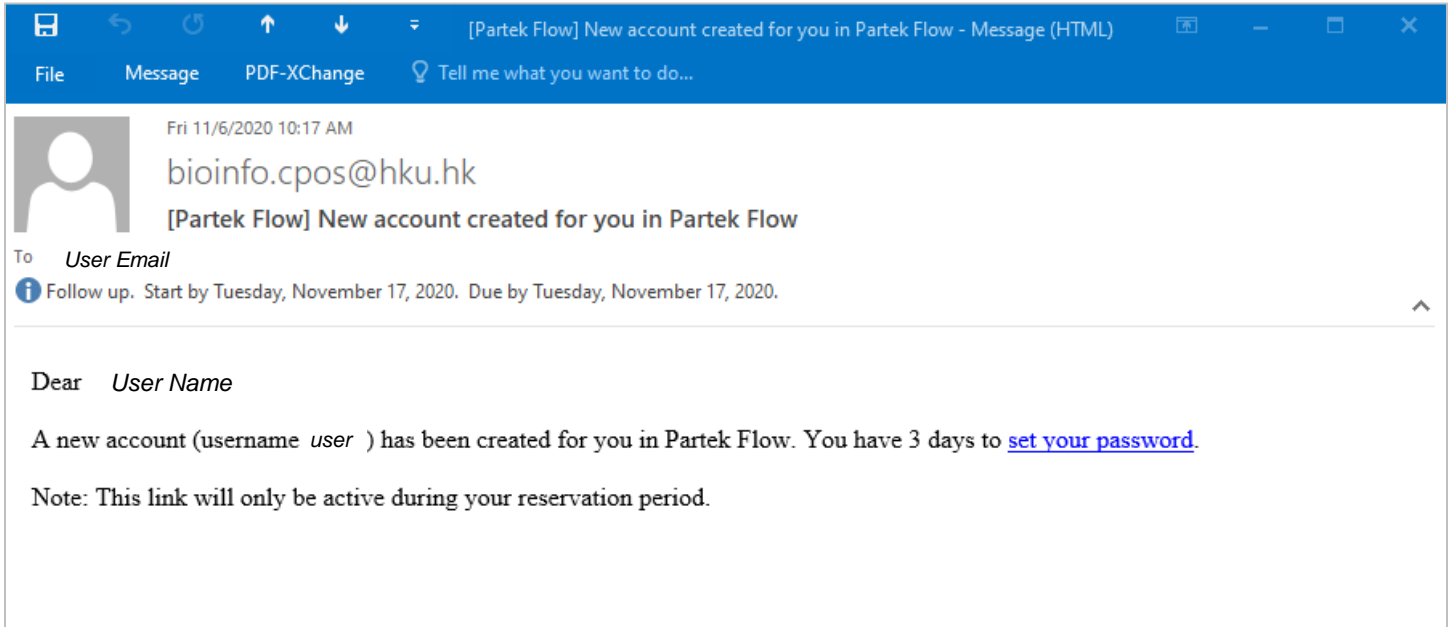 [Partek Flow] New account created for you in Partek Flow - Message (HTML)
File Message PDF-XChange Tell me what you want to do...
Fri 11/6/2020 10:17 AM
bioinfo.cpos@hku.hk
[Partek Flow] New account created for you in Partek Flow
To User Email
Follow up. Start by Tuesday, November 17, 2020. Due by Tuesday, November 17, 2020.
Dear User Name
A new account (username user ) has been created for you in Partek Flow. You have 3 days to set your password.
Note: This link will only be active during your reservation period.